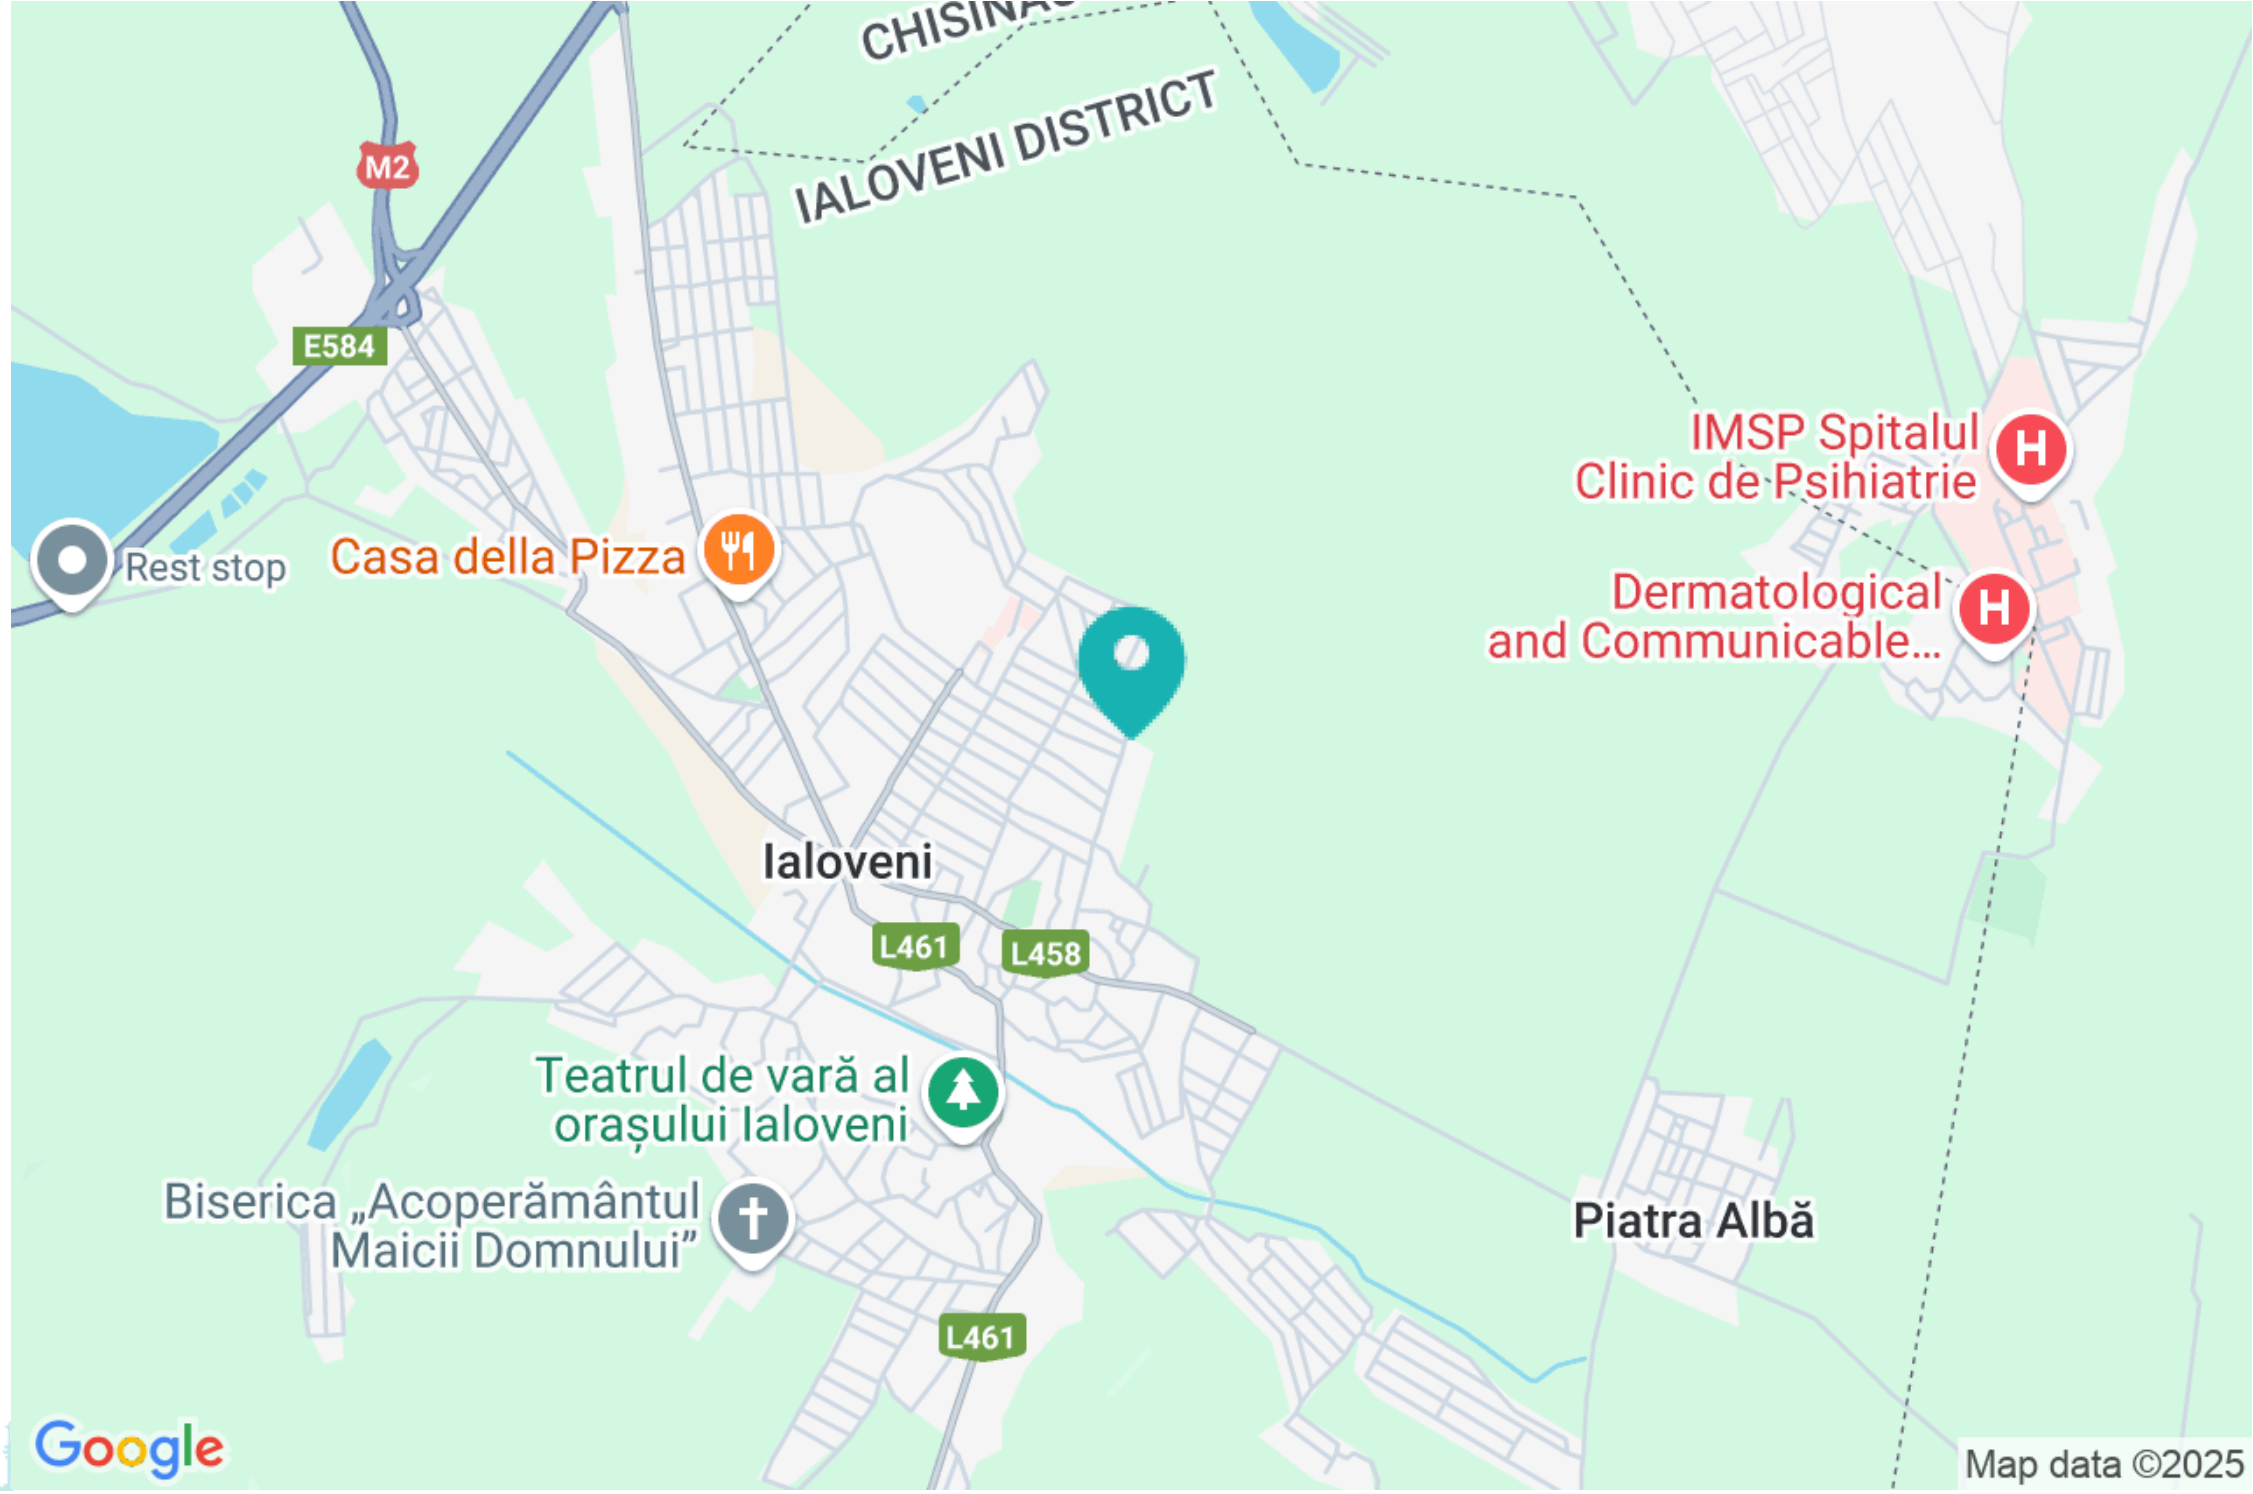 CHISINAU
IALOVENI DISTRICT
M2
E584
IMSP Spitalul
Clinic de Psihiatrie
H
Casa della Pizza
Rest stop
Dermatological
and Communicable...
H
Ialoveni
L461
L458
Teatrul de vară al
orașului Ialoveni
Biserica „Acoperământul
Maicii Domnului”
Piatra Albă
L461
Google
Map data ©2025